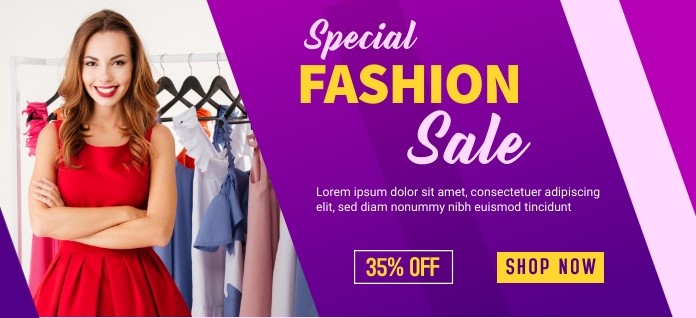 Special
FASHION
Sale
Lorem ipsum dolor sit amet, consectetuer adipiscing
elit, sed diam nonummy nibh euismod tincidunt
35% OFF
SHOP NOW